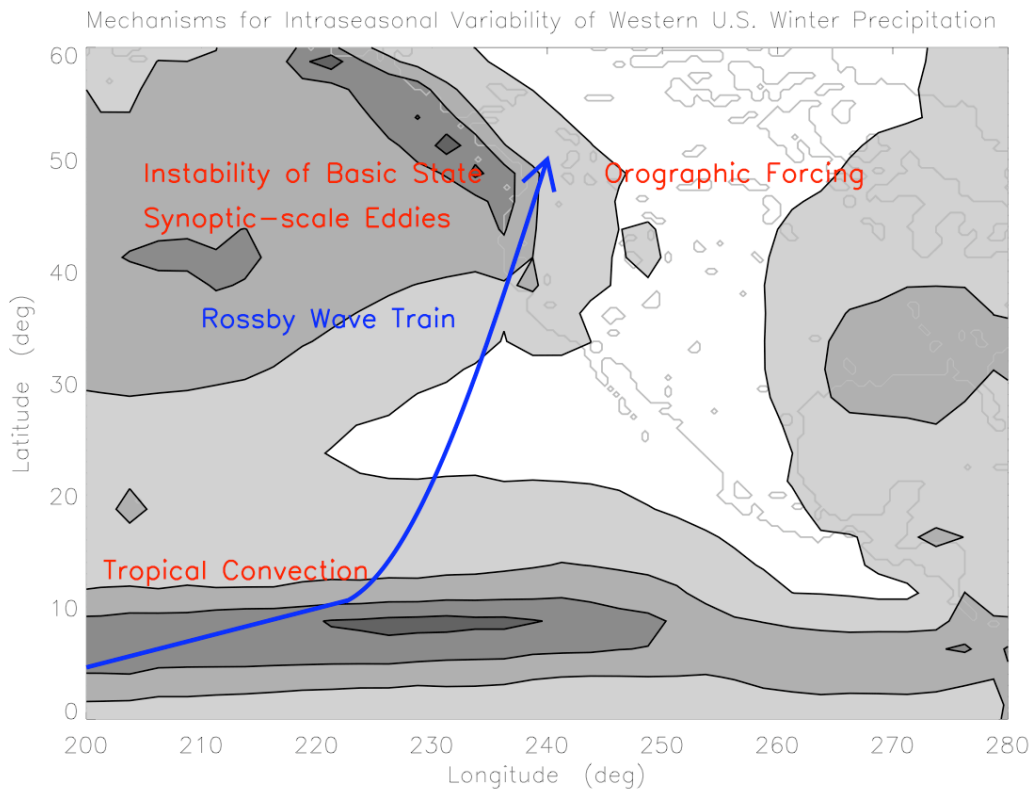 Mechanisms for Intraseasonal Variability of Western U.S. Winter Precipitation
60
50
40
30
20
10
0
Latitude (deg)
Instability of Basic State
Orographic Forcing
Synoptic-scale Eddies
Rossby Wave Train
Tropical Convection
200 210 220 230 240 250 260 270 280
Longitude (deg)